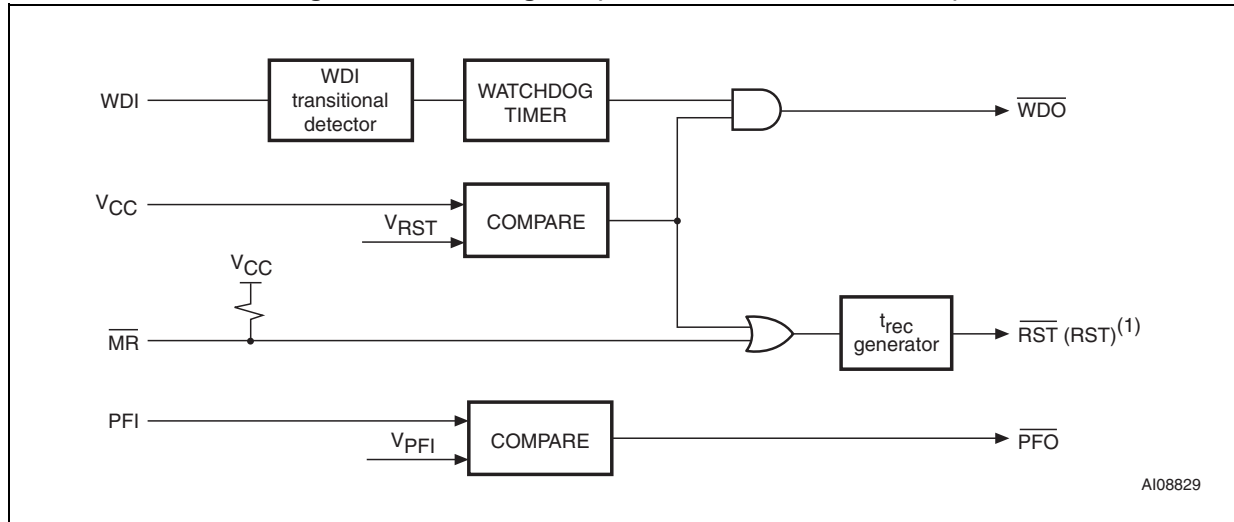 WDI
WDI
transitional
detector
WATCHDOG
TIMER
WDO
VCC
VRST
COMPARE
VCC
MR
trec
generator
RST (RST)(1)
PFI
VPFI
COMPARE
PFO
AI08829